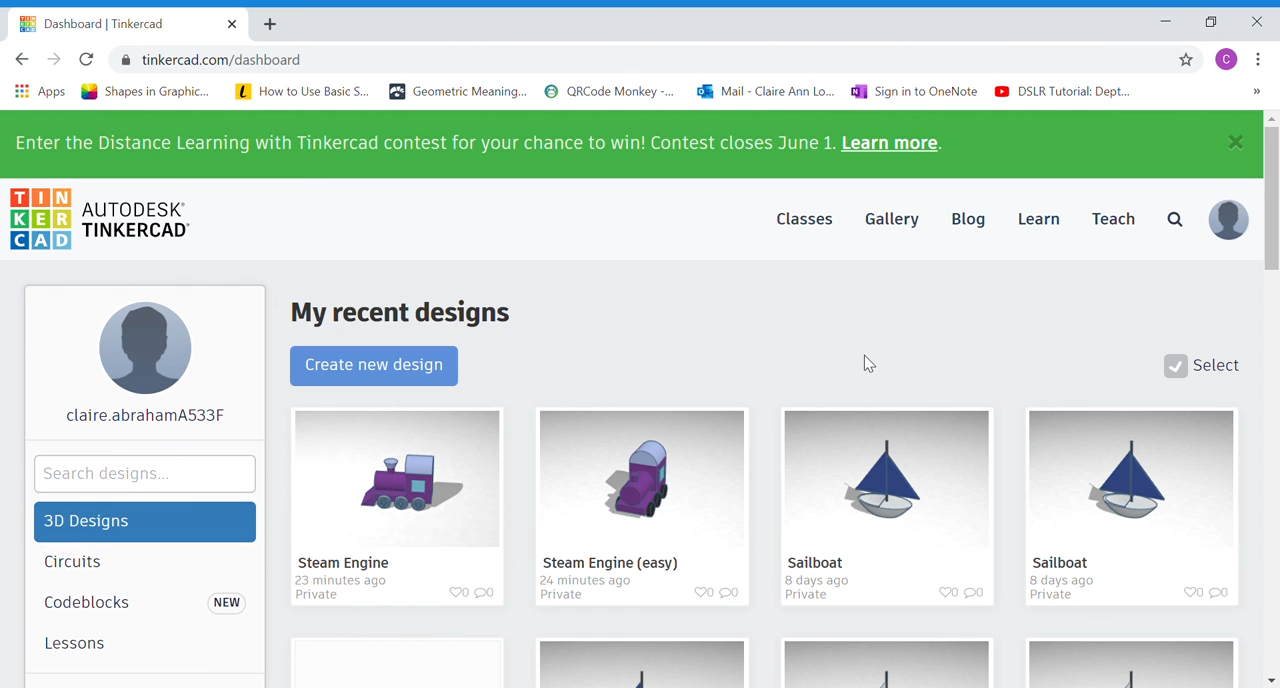 Dashboard | Tinkercad
tinkercad.com/dashboard
C
Apps
Shapes in Graphic...
How to Use Basic S...
Geometric Meaning...
QRCode Monkey -...
Mail - Claire Ann Lo...
Sign in to OneNote
DSLR Tutorial: Dept...
»
Enter the Distance Learning with Tinkercad contest for your chance to win! Contest closes June 1. Learn more.
TIN
KER
CAD
AUTODESK®
TINKERCAD®
Classes
Gallery
Blog
Learn
Teach
claire.abrahamA533F
Search designs...
3D Designs
Circuits
Codeblocks
NEW
Lessons
My recent designs
Create new design
Select
Steam Engine
23 minutes ago
Private
0 0
Steam Engine (easy)
24 minutes ago
Private
0 0
Sailboat
8 days ago
Private
0 0
Sailboat
8 days ago
Private
0 0